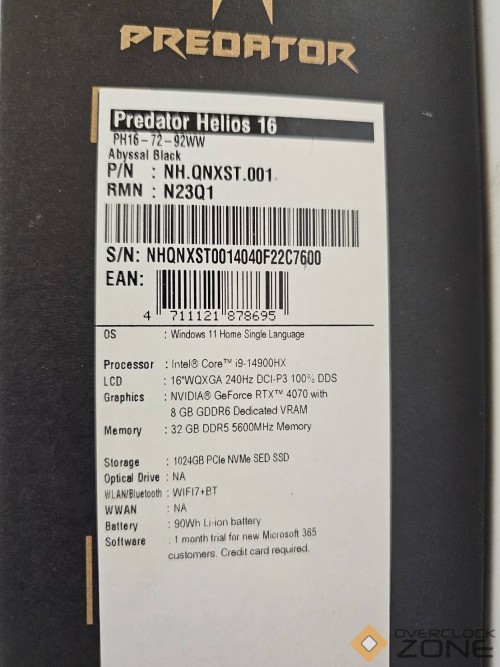 PREDATOR
Predator Helios 16
PH16-72-92WW
Abyssal Black
P/N : NH.QNXST.001
RMN : N23Q1
S/N: NHQNXST0014040F22C7600
EAN:
4 711121 878695
OS : Windows 11 Home Single Language
Processor : Intel® Core™ i9-14900HX
LCD : 16"WQXGA 240Hz DCI-P3 100% DDS
Graphics : NVIDIA® GeForce RTX™ 4070 with
8 GB GDDR6 Dedicated VRAM
Memory : 32 GB DDR5 5600MHz Memory
Storage : 1024GB PCIe NVMe SED SSD
Optical Drive : NA
WLAN/Bluetooth : WIFI7+BT
WWAN : NA
Battery : 90Wh Li-ion battery
Software : 1 month trial for new Microsoft 365
customers. Credit card required.
OVERCLOCK
ZONE